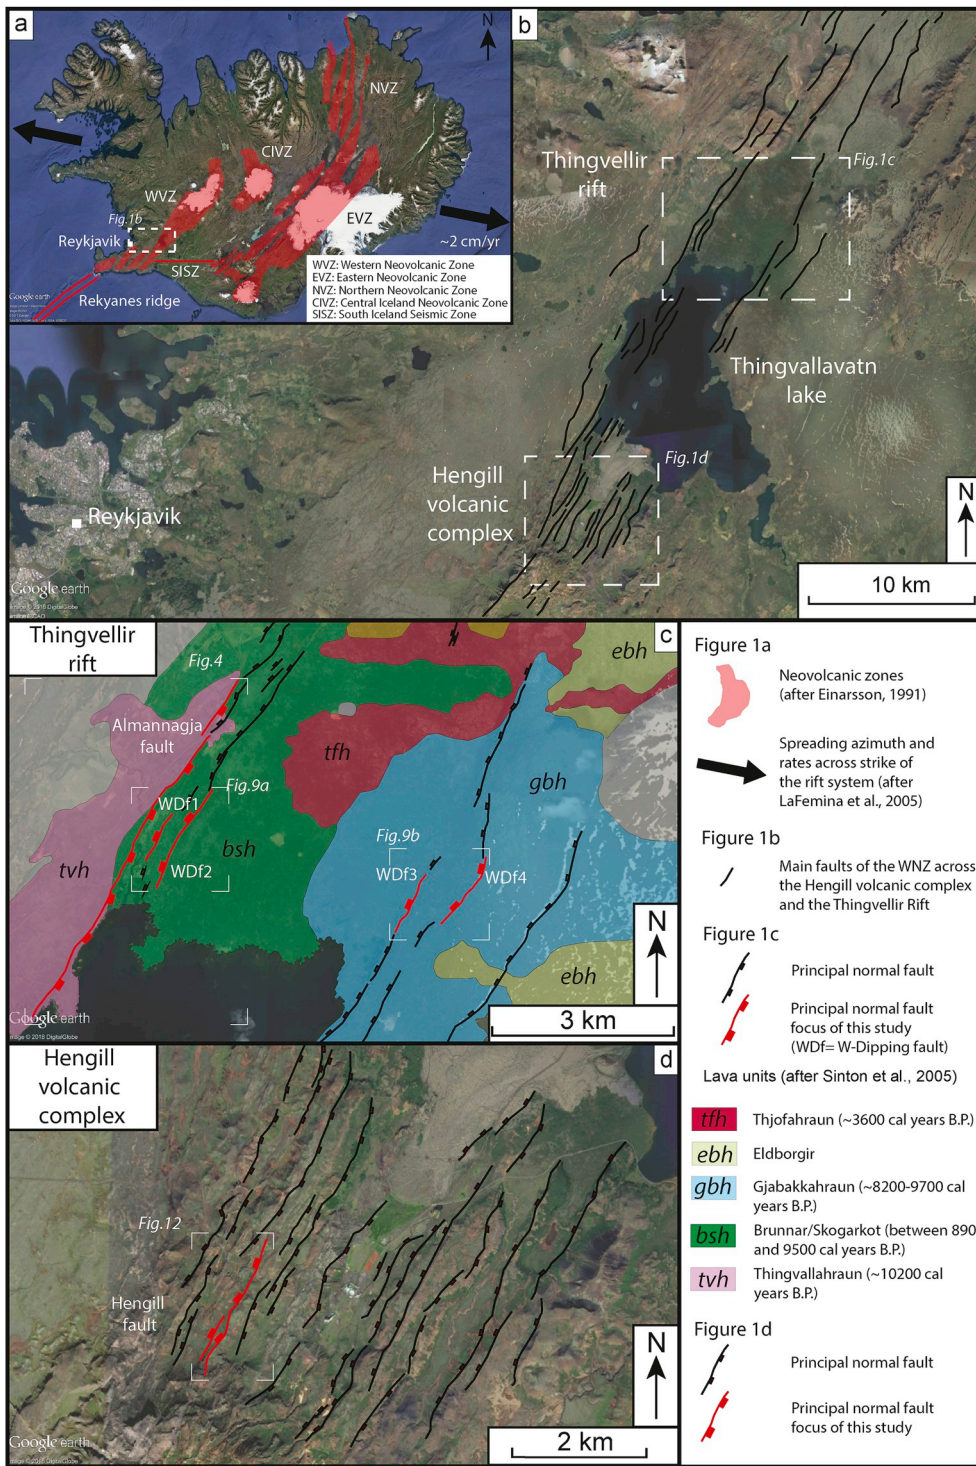 a
N
NVZ
CIVZ
WVZ
Fig.1b
Reykjavik
EVZ
~2 cm/yr
SISZ
Rekyanes ridge
WVZ: Western Neovolcanic Zone
EVZ: Eastern Neovolcanic Zone
NVZ: Northern Neovolcanic Zone
CIVZ: Central Iceland Neovolcanic Zone
SISZ: South Iceland Seismic Zone
b
Thingvellir
rift
Fig.1c
Thingvallavatn
lake
Fig.1d
Hengill
volcanic
complex
Reykjavik
N
10 km
Google earth
Image © 2018 DigitalGlobe
Thingvellir
rift
c
Fig.4
Almannagja
fault
Fig.9a
WDf1
WDf2
tvh
bsh
tfh
ebh
gbh
Fig.9b
WDf3
WDf4
ebh
N
3 km
Google earth
Image © 2018 DigitalGlobe
Hengill
volcanic
complex
d
Fig.12
Hengill
fault
N
2 km
Google earth
Image © 2018 DigitalGlobe
Figure 1a
Neovolcanic zones
(after Einarsson, 1991)
Spreading azimuth and
rates across strike of
the rift system (after
LaFemina et al., 2005)
Figure 1b
Main faults of the WNZ across
the Hengill volcanic complex
and the Thingvellir Rift
Figure 1c
Principal normal fault
Principal normal fault
focus of this study
(WDf= W-Dipping fault)
Lava units (after Sinton et al., 2005)
tfh Thjofahraun (~3600 cal years B.P.)
ebh Eldborgir
gbh Gjabakkahraun (~8200-9700 cal
years B.P.)
bsh Brunnar/Skogarkot (between 890
and 9500 cal years B.P.)
tvh Thingvallahraun (~10200 cal
years B.P.)
Figure 1d
Principal normal fault
Principal normal fault
focus of this study